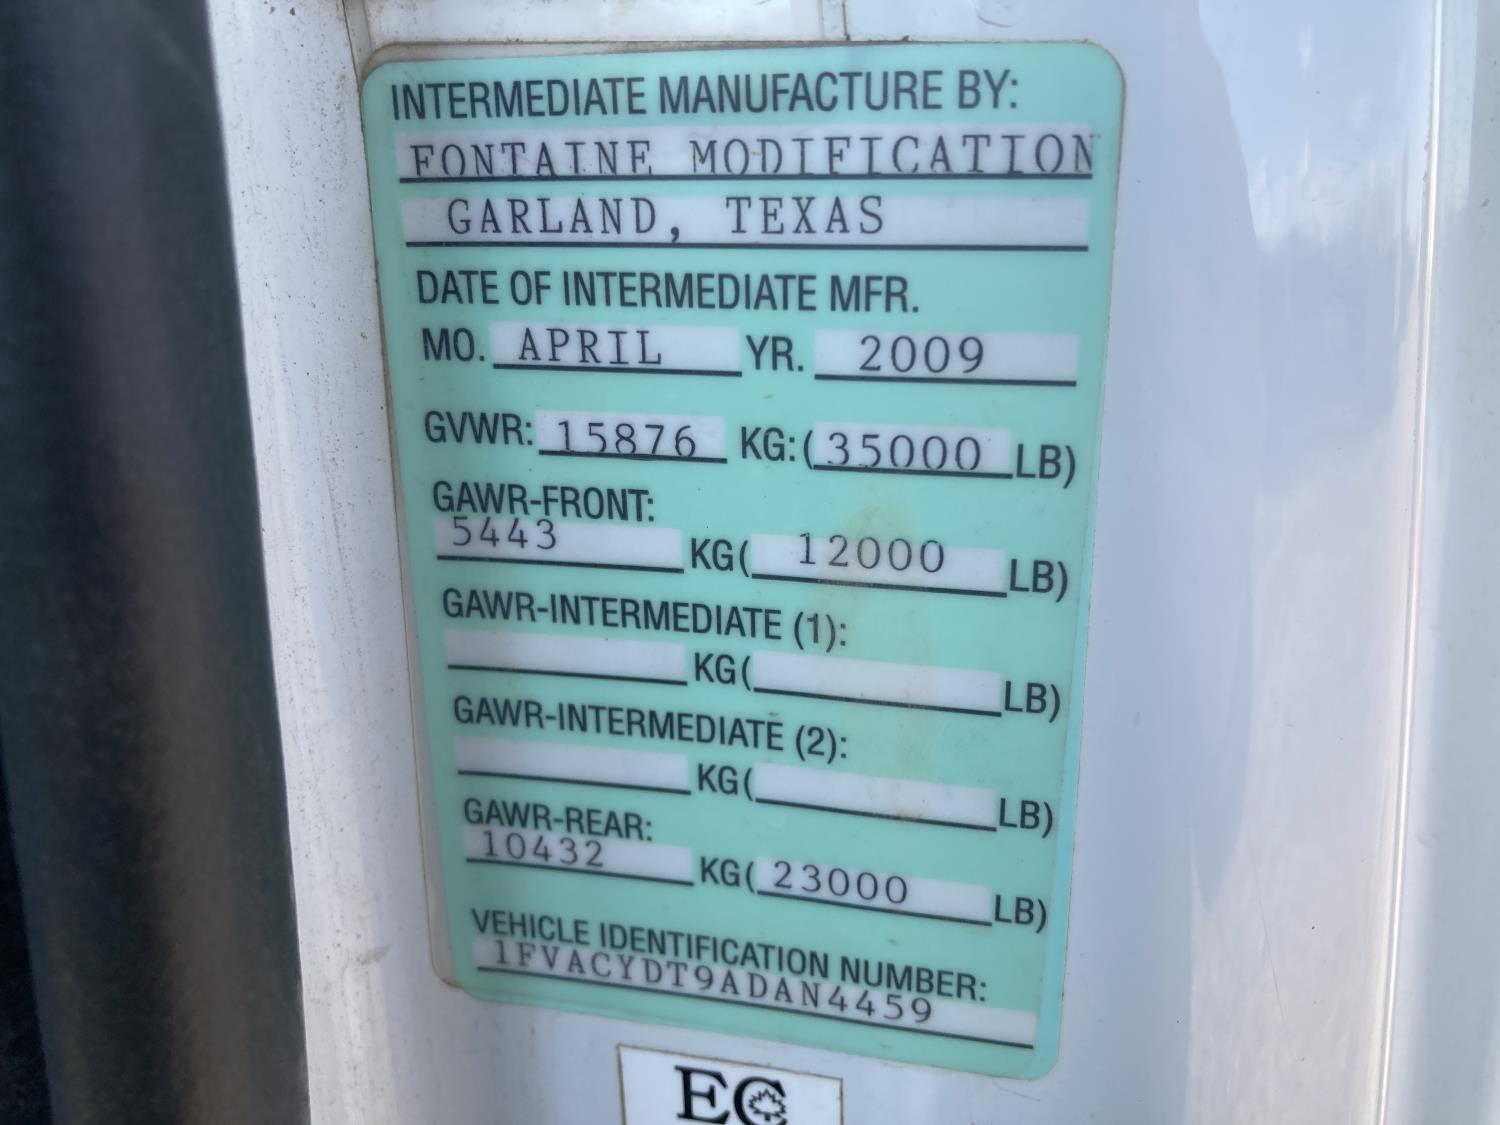 INTERMEDIATE MANUFACTURE BY:
FONTAINE MODIFICATION
GARLAND, TEXAS
DATE OF INTERMEDIATE MFR.
MO. APRIL YR. 2009
GVWR: 15876 KG: (35000 LB)
GAWR-FRONT:
5443 KG( 12000 LB)
GAWR-INTERMEDIATE (1):
KG( LB)
GAWR-INTERMEDIATE (2):
KG( LB)
GAWR-REAR:
10432 KG( 23000 LB)
VEHICLE IDENTIFICATION NUMBER:
1FVACYDT9ADAN4459
EC